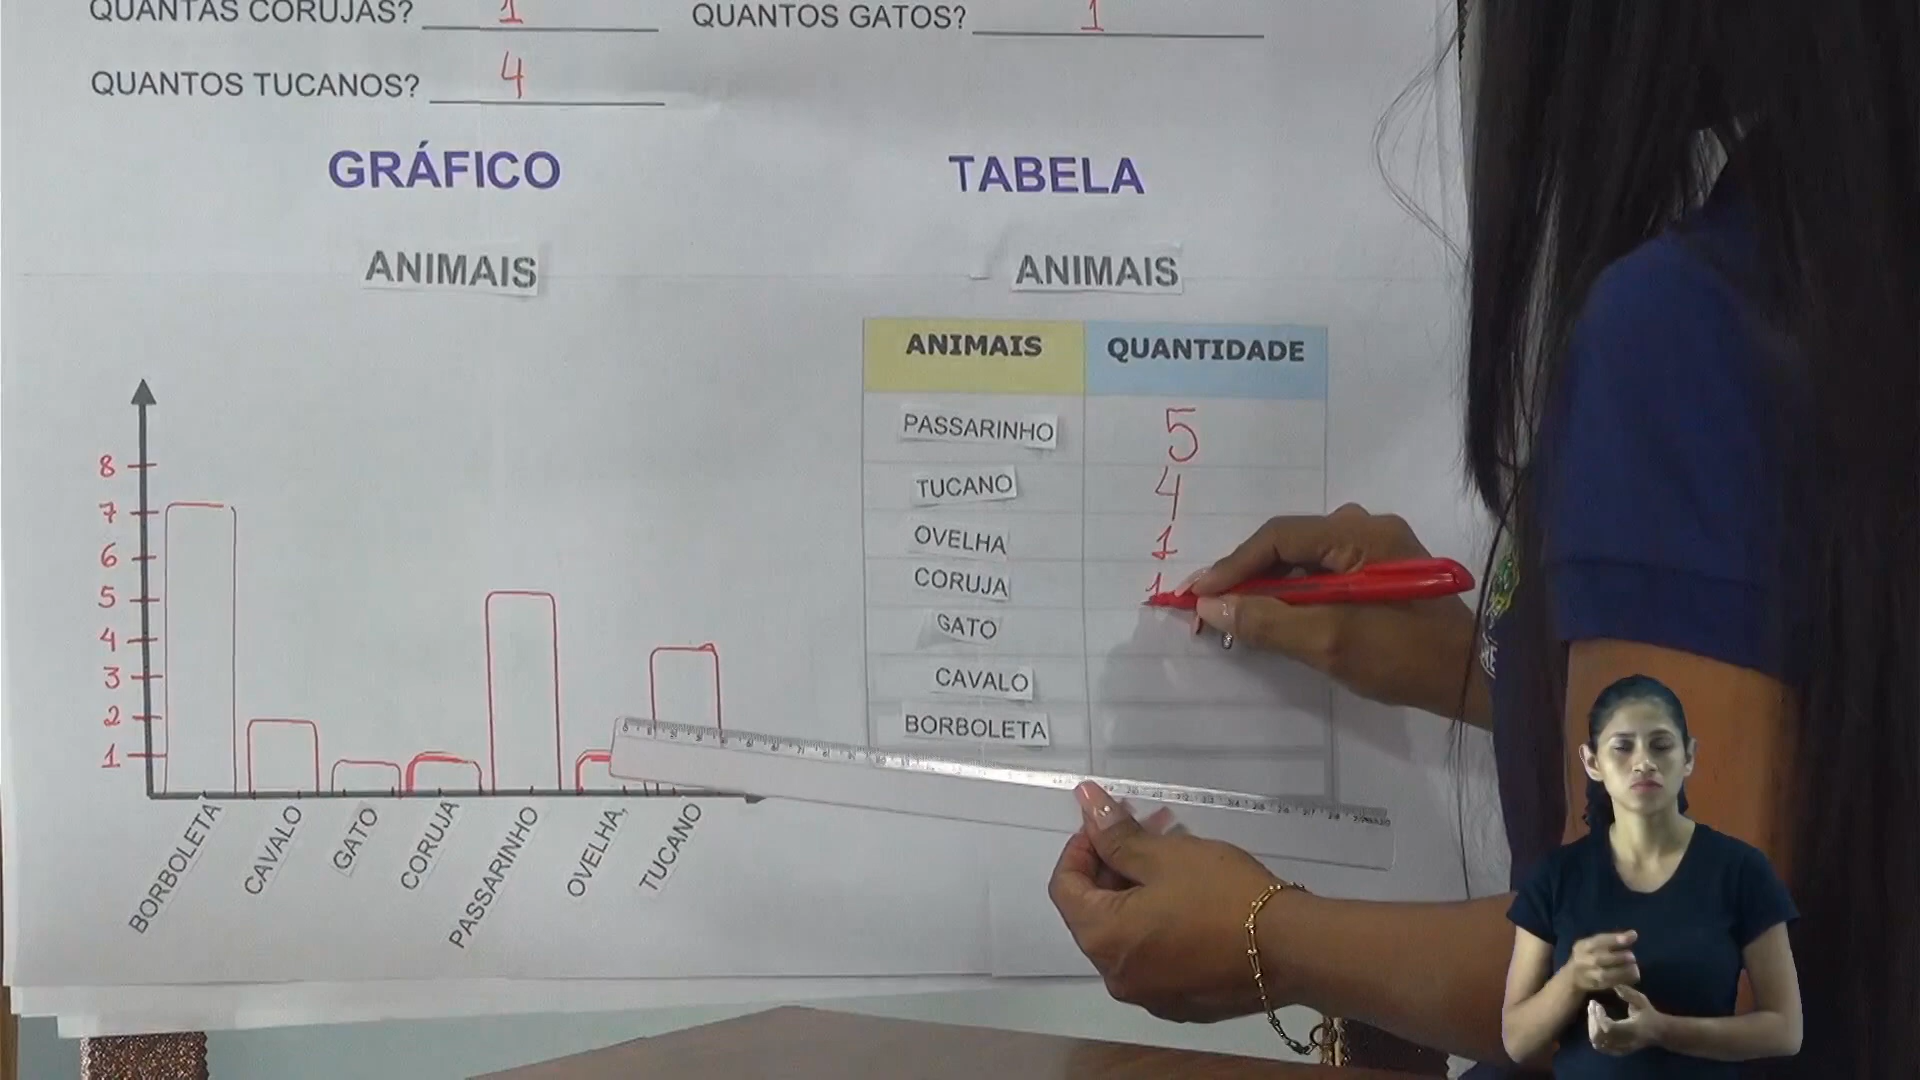 QUANTAS CORUJAS? 1
QUANTOS GATOS? 1
QUANTOS TUCANOS? 4
GRÁFICO
ANIMAIS
8
7
6
5
4
3
2
1
BORBOLETA
CAVALO
GATO
CORUJA
PASSARINHO
OVELHA,
TUCANO
TABELA
ANIMAIS
ANIMAIS QUANTIDADE
PASSARINHO 5
TUCANO 4
OVELHA 1
CORUJA 1
GATO
CAVALO
BORBOLETA